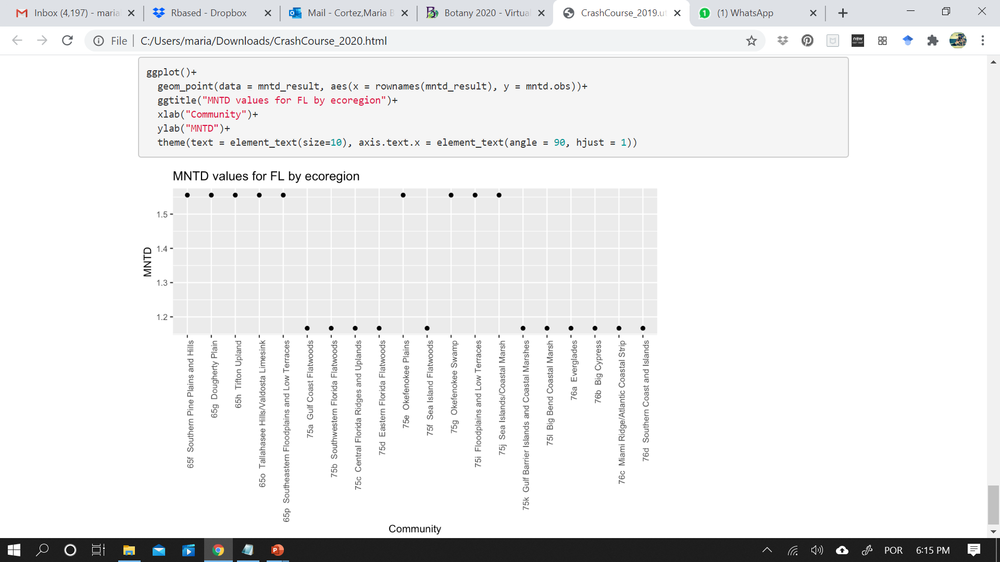 Inbox (4,197) - maria
Rbased - Dropbox
Mail - Cortez,Maria B
Botany 2020 - Virtual
CrashCourse_2019.ut
1 (1) WhatsApp
File C:/Users/maria/Downloads/CrashCourse_2020.html
ggplot()+
geom_point(data = mntd_result, aes(x = rownames(mntd_result), y = mntd.obs))+
ggtitle("MNTD values for FL by ecoregion")+
xlab("Community")+
ylab("MNTD")+
theme(text = element_text(size=10), axis.text.x = element_text(angle = 90, hjust = 1))
MNTD values for FL by ecoregion
MNTD
1.5
1.4
1.3
1.2
65f Southern Pine Plains and Hills
65g Dougherty Plain
65h Tifton Upland
65o Tallahasee Hills/Valdosta Limesink
65p Southeastern Floodplains and Low Terraces
75a Gulf Coast Flatwoods
75b Southwestern Florida Flatwoods
75c Central Florida Ridges and Uplands
75d Eastern Florida Flatwoods
75e Okefenokee Plains
75f Sea Island Flatwoods
75g Okefenokee Swamp
75i Floodplains and Low Terraces
75j Sea Islands/Coastal Marsh
75k Gulf Barrier Islands and Coastal Marshes
75l Big Bend Coastal Marsh
76a Everglades
76b Big Cypress
76c Miami Ridge/Atlantic Coastal Strip
76d Southern Coast and Islands
Community
POR 6:15 PM